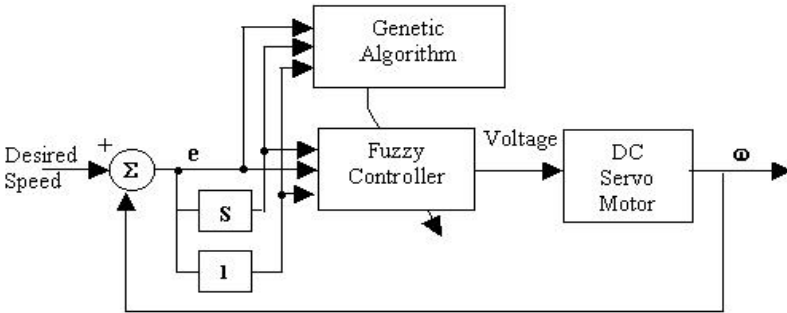 Genetic
Algorithm
Desired
Speed
+
Σ
e
S
1
Fuzzy
Controller
Voltage
DC
Servo
Motor
ω